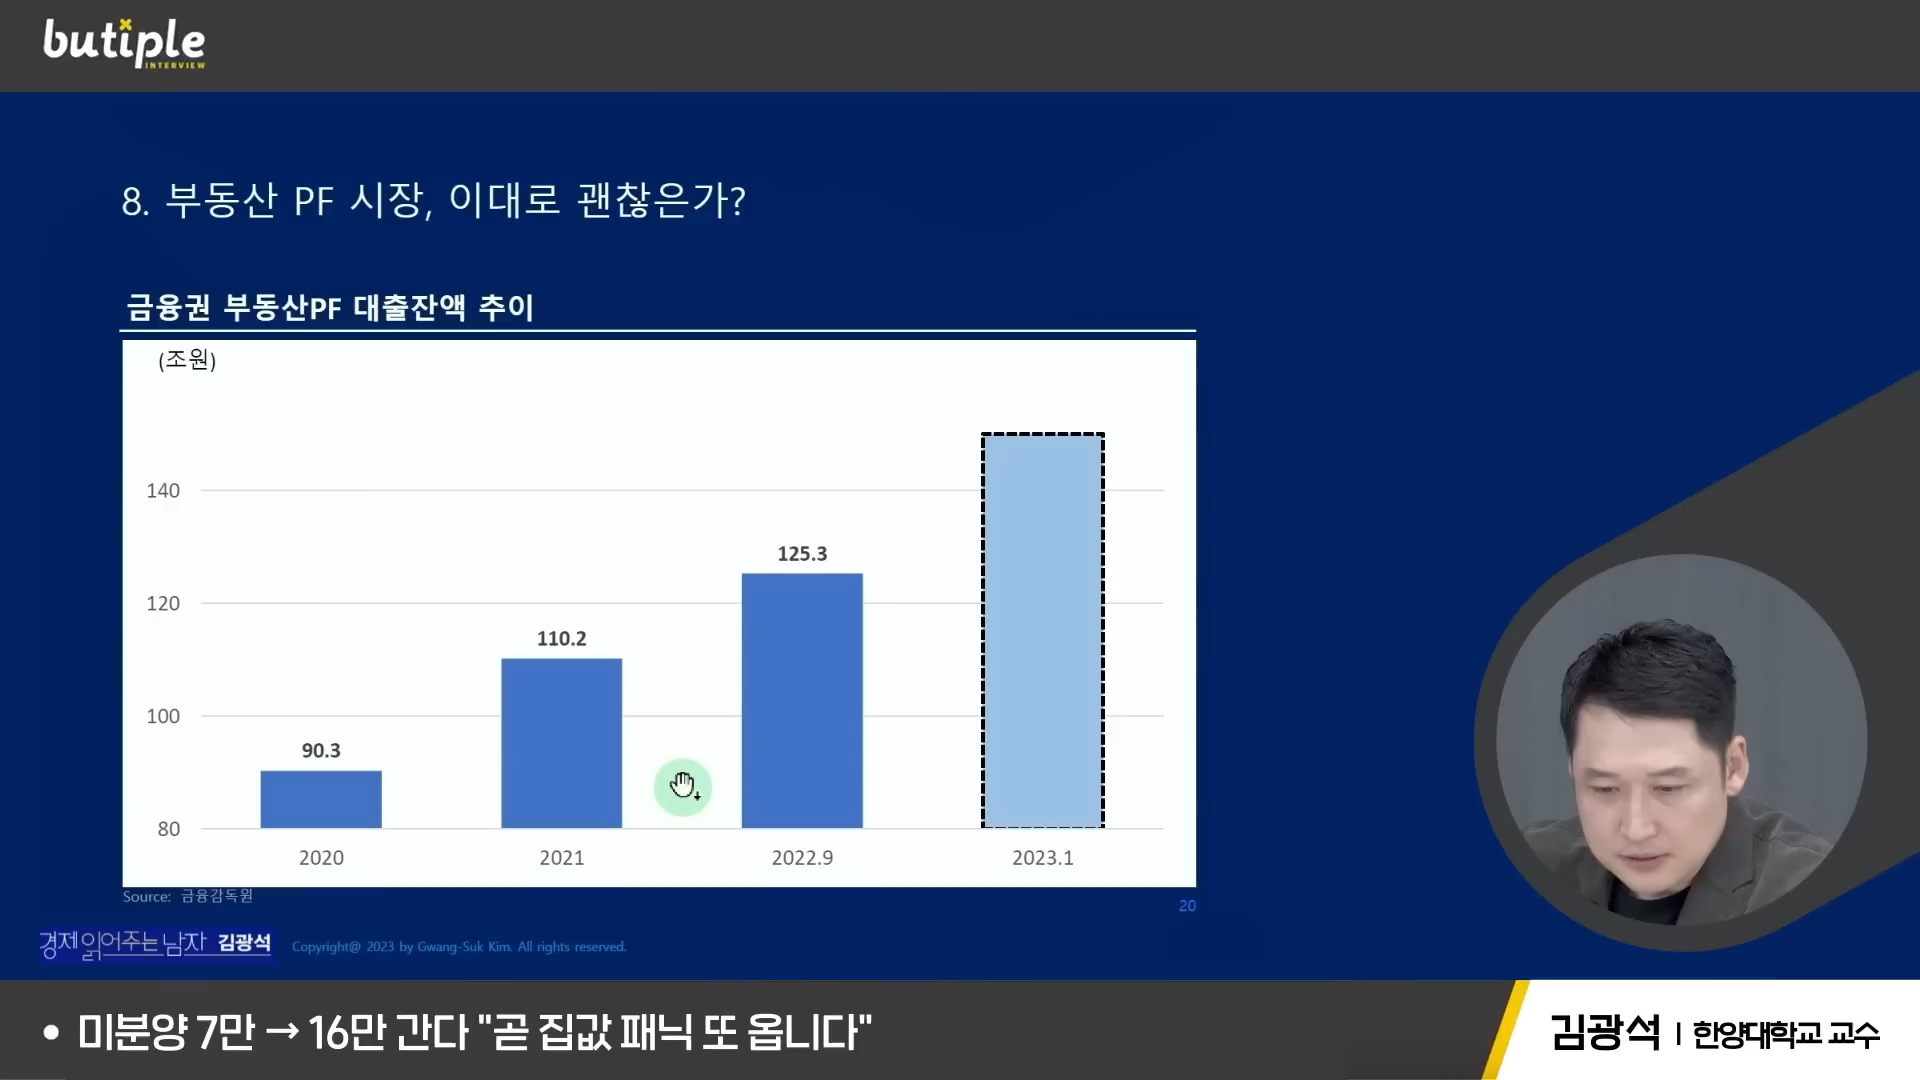 butiple
INTERVIEW
8. 부동산 PF 시장, 이대로 괜찮은가?
금융권 부동산PF 대출잔액 추이
(조원)
140
120
100
80
90.3
110.2
125.3
2020
2021
2022.9
2023.1
Source: 금융감독원
20
경제읽어주는남자 김광석
Copyright@ 2023 by Gwang-Suk Kim. All rights reserved.
• 미분양 7만 → 16만 간다 "곧 집값 패닉 또 옵니다"
김광석 | 한양대학교 교수